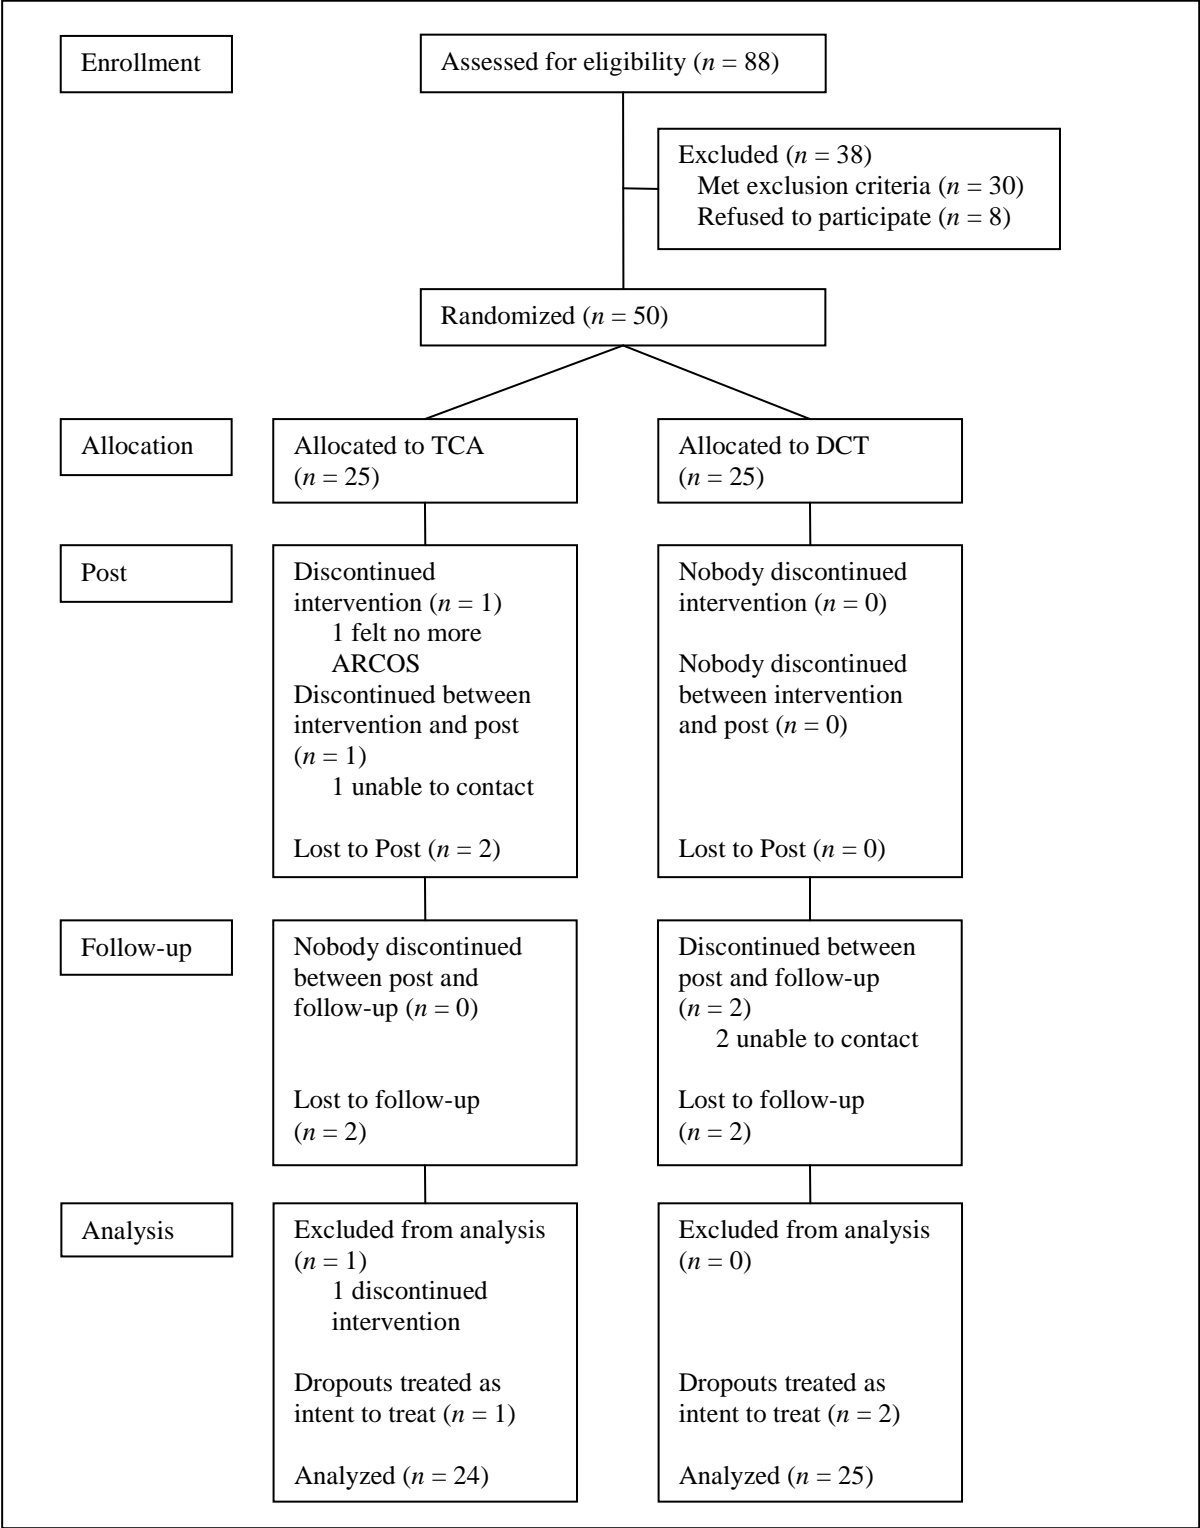 Enrollment
Assessed for eligibility (n = 88)
Excluded (n = 38)
Met exclusion criteria (n = 30)
Refused to participate (n = 8)
Randomized (n = 50)
Allocation
Allocated to TCA
(n = 25)
Allocated to DCT
(n = 25)
Post
Discontinued
intervention (n = 1)
1 felt no more
ARCOS
Discontinued between
intervention and post
(n = 1)
1 unable to contact
Lost to Post (n = 2)
Nobody discontinued
intervention (n = 0)
Nobody discontinued
between intervention
and post (n = 0)
Lost to Post (n = 0)
Follow-up
Nobody discontinued
between post and
follow-up (n = 0)
Lost to follow-up
(n = 2)
Discontinued between
post and follow-up
(n = 2)
2 unable to contact
Lost to follow-up
(n = 2)
Analysis
Excluded from analysis
(n = 1)
1 discontinued
intervention
Dropouts treated as
intent to treat (n = 1)
Analyzed (n = 24)
Excluded from analysis
(n = 0)
Dropouts treated as
intent to treat (n = 2)
Analyzed (n = 25)